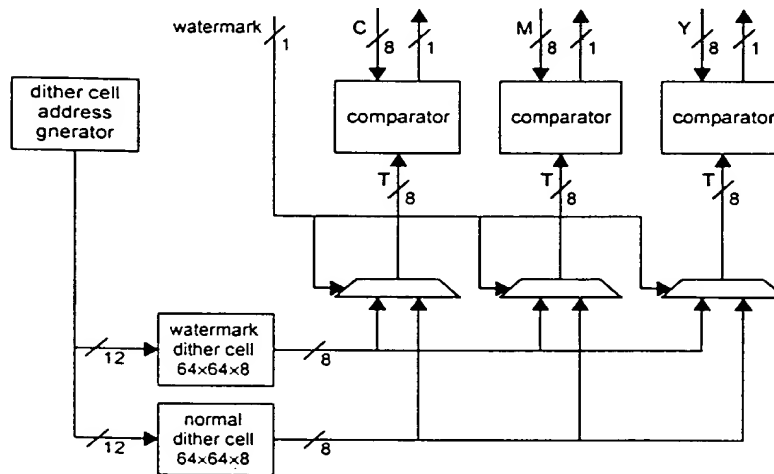 watermark 1 C 8 1 M 8 1 Y 8 1
dither cell
address
gnerator
comparator comparator comparator
T 8 T 8 T 8
watermark
dither cell
64×64×8
12 8
normal
dither cell
64×64×8
12 8